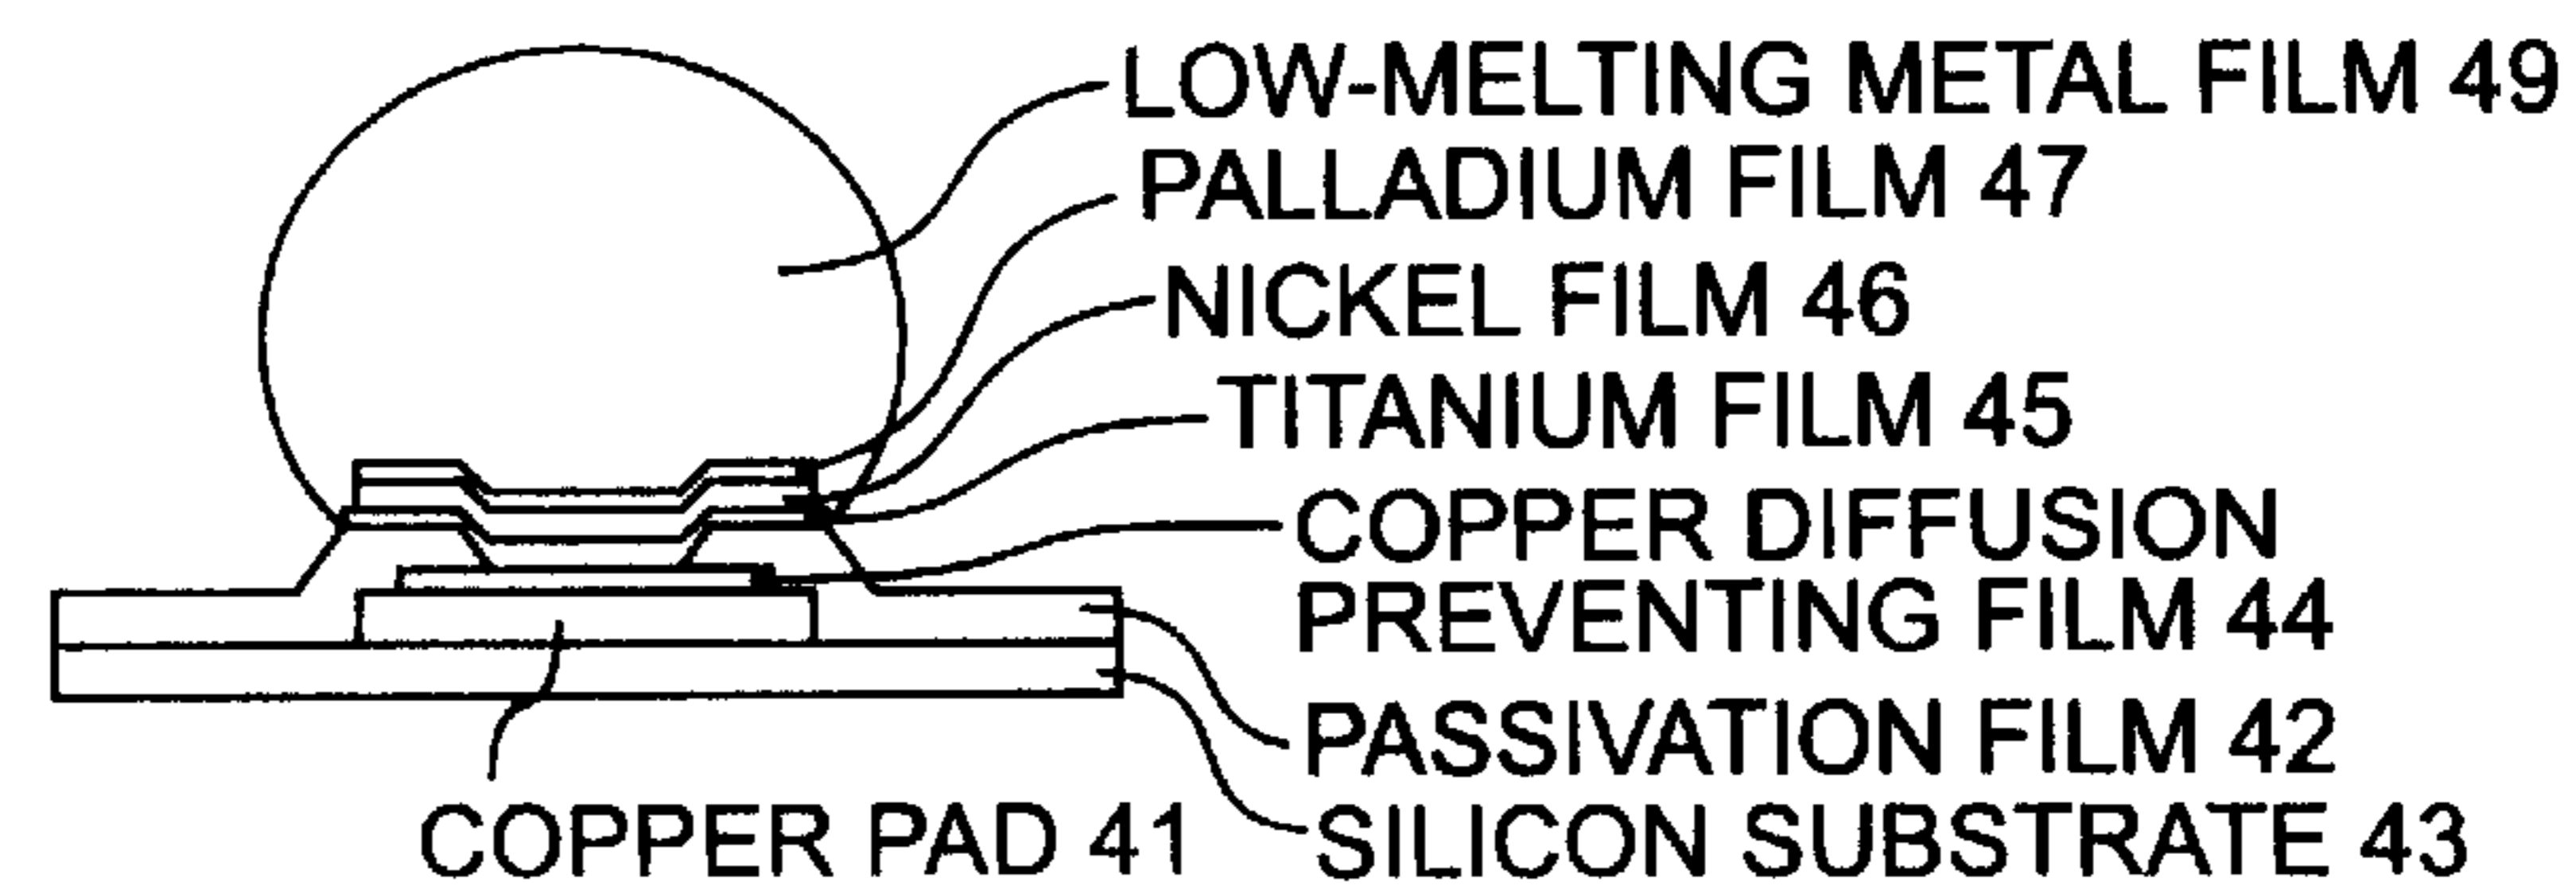 LOW-MELTING METAL FILM 49
PALLADIUM FILM 47
NICKEL FILM 46
TITANIUM FILM 45
COPPER DIFFUSION
PREVENTING FILM 44
PASSIVATION FILM 42
COPPER PAD 41
SILICON SUBSTRATE 43